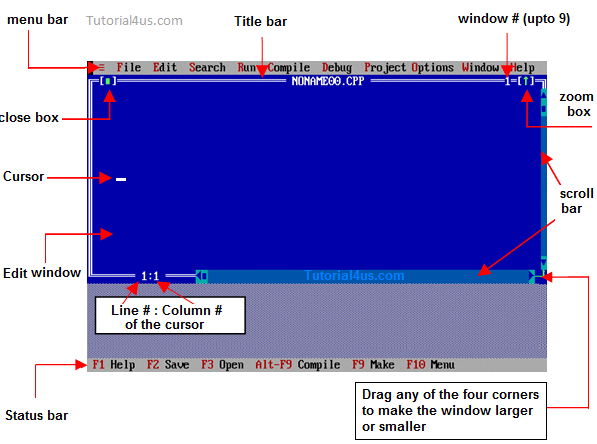 menu bar
Tutorial4us.com
Title bar
window # (upto 9)
≡ File Edit Search Run Compile Debug Project Options Window Help
[■] NONAME00.CPP 1=[↑]
close box
zoom
box
Cursor
scroll
bar
Edit window
1:1
Tutorial4us.com
Line # : Column #
of the cursor
F1 Help F2 Save F3 Open Alt-F9 Compile F9 Make F10 Menu
Status bar
Drag any of the four corners
to make the window larger
or smaller